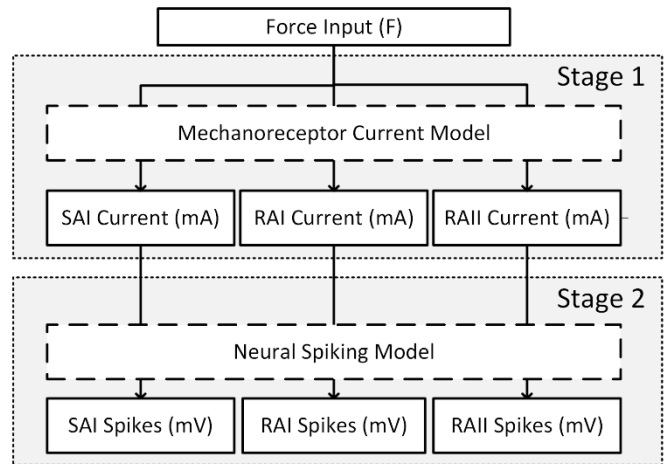 Force Input (F)
Stage 1
Mechanoreceptor Current Model
SAI Current (mA)
RAI Current (mA)
RAII Current (mA)
Stage 2
Neural Spiking Model
SAI Spikes (mV)
RAI Spikes (mV)
RAII Spikes (mV)